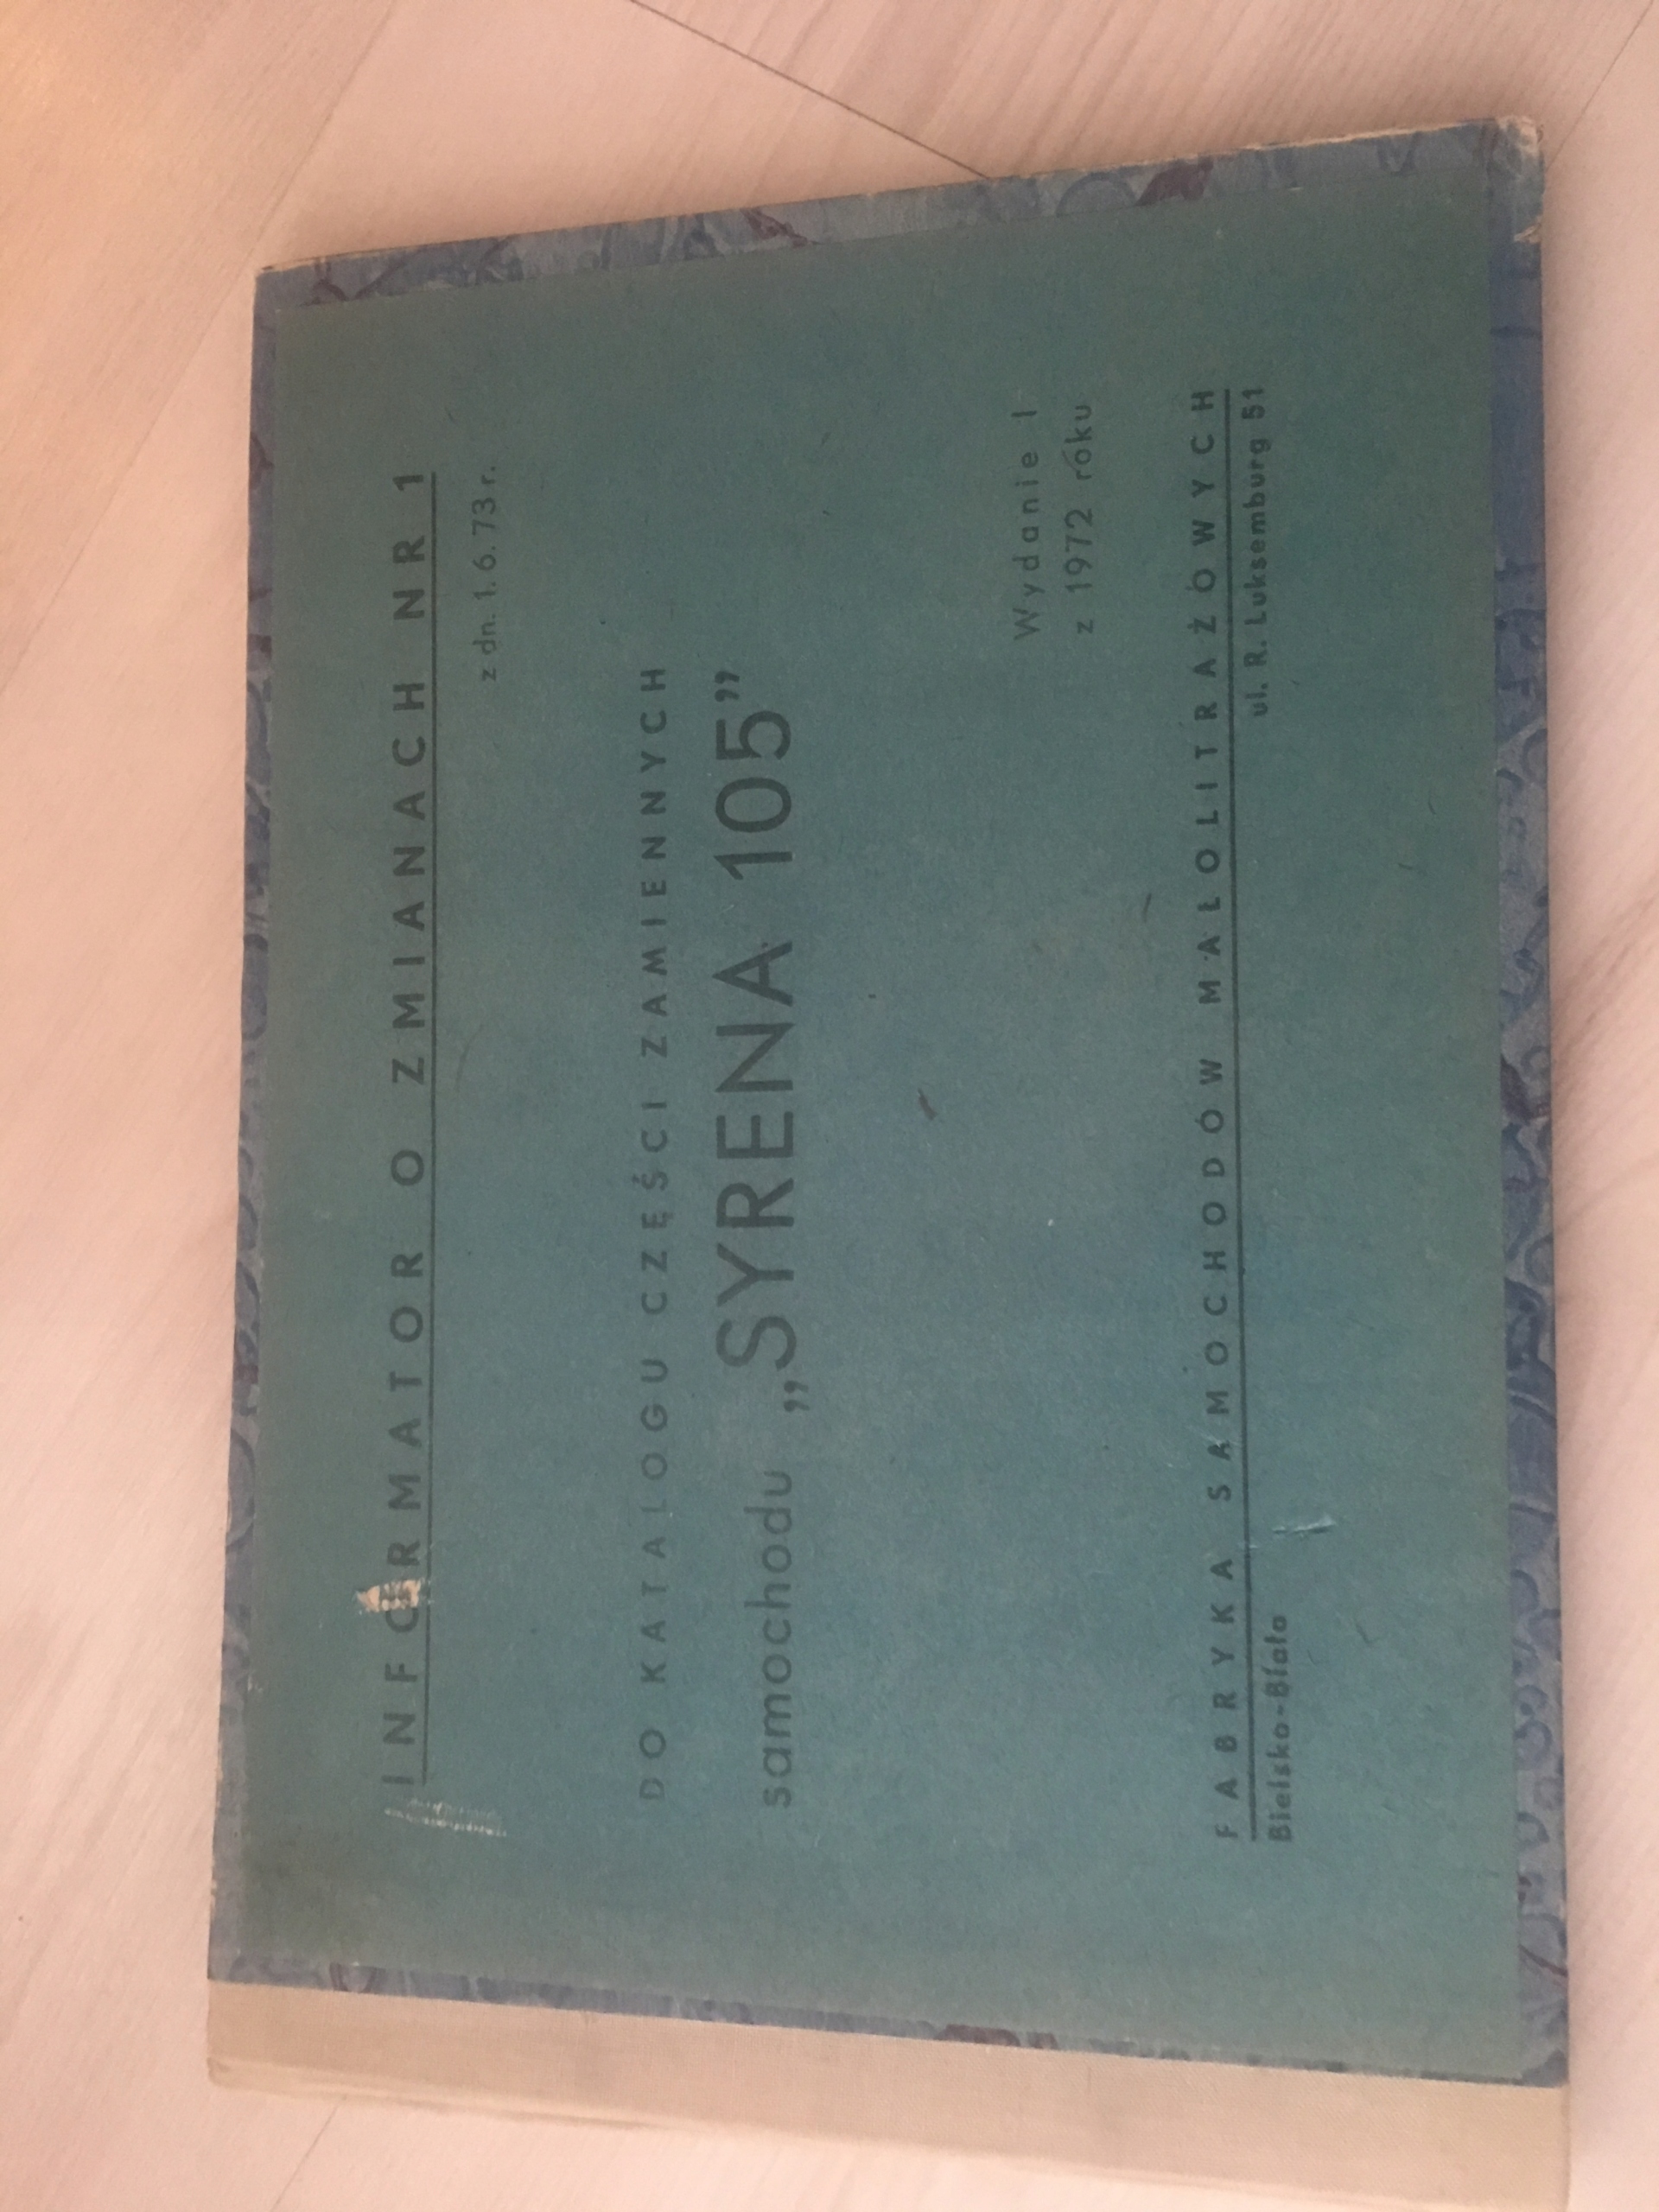 INFORMATOR O ZMIANACH NR 1
z dn. 1. 6. 73 r.
DO KATALOGU CZĘŚCI ZAMIENNYCH
samochodu „SYRENA 105”
Wydanie I
z 1972 roku
FABRYKA SAMOCHODÓW MAŁOLITRAŻOWYCH
Bielsko-Biała ul. R. Luksemburg 51